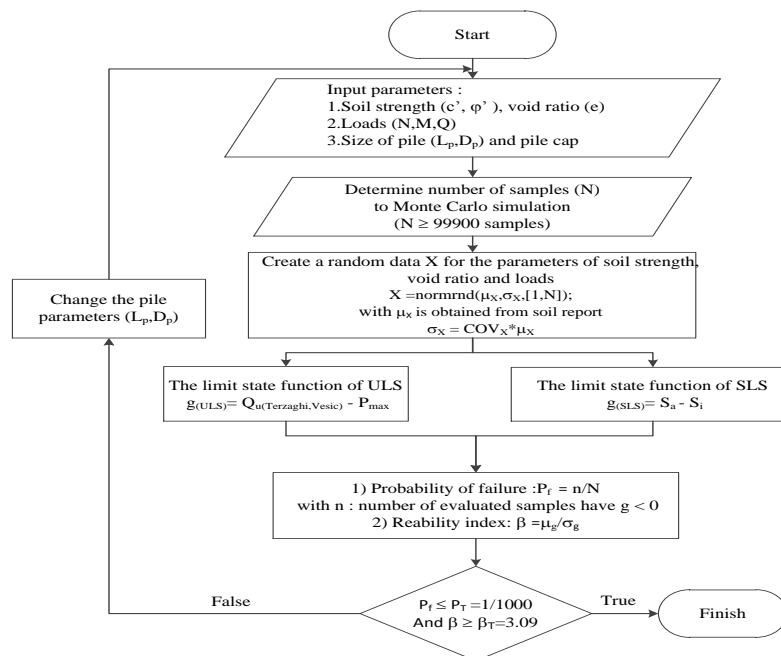 Start
Input parameters :
1.Soil strength (c’, φ’ ), void ratio (e)
2.Loads (N,M,Q)
3.Size of pile (Lp,Dp) and pile cap
Determine number of samples (N)
to Monte Carlo simulation
(N ≥ 99900 samples)
Create a random data X for the parameters of soil strength,
void ratio and loads
X =normrnd(μX,σX,[1,N]);
with μX is obtained from soil report
σX = COVX*μX
Change the pile
parameters (Lp,Dp)
The limit state function of ULS
g(ULS)= Qu(Terzaghi,Vesic) - Pmax
The limit state function of SLS
g(SLS)= Sa - Si
1) Probability of failure :Pf = n/N
with n : number of evaluated samples have g < 0
2) Reability index: β =μg/σg
False
Pf ≤ PT =1/1000
And β ≥ βT=3.09
True
Finish